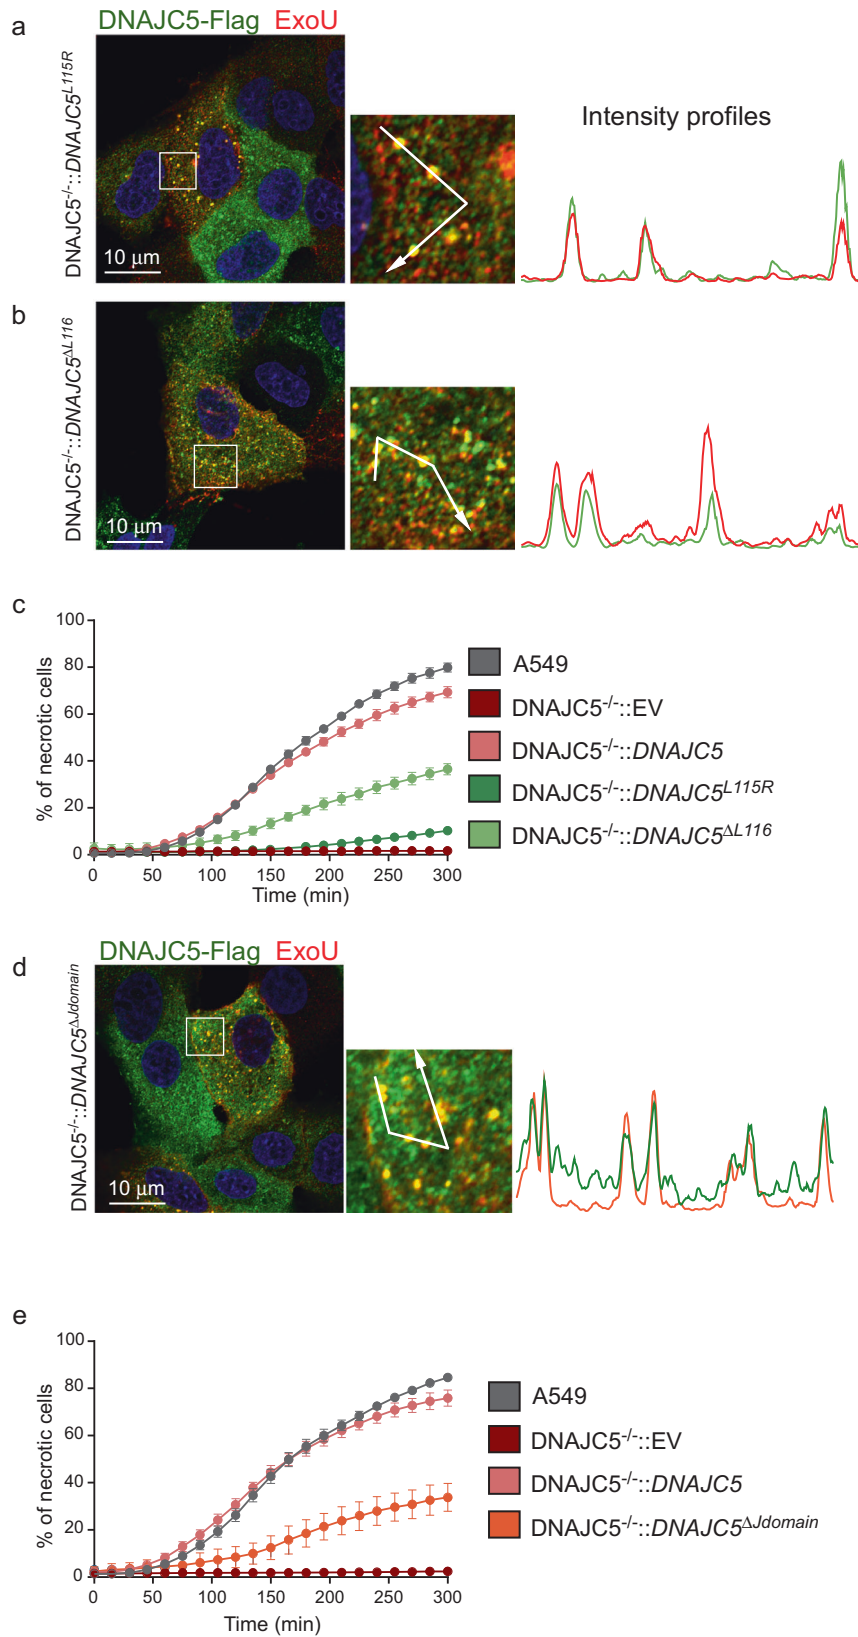 a
DNAJC5-Flag ExoU
DNAJC5-/-::DNAJC5L115R
10 μm
Intensity profiles
b
DNAJC5-/-::DNAJC5ΔL116
10 μm
c
% of necrotic cells
100
80
60
40
20
0
0 50 100 150 200 250 300
Time (min)
A549
DNAJC5-/-::EV
DNAJC5-/-::DNAJC5
DNAJC5-/-::DNAJC5L115R
DNAJC5-/-::DNAJC5ΔL116
d
DNAJC5-Flag ExoU
DNAJC5-/-::DNAJC5ΔJdomain
10 μm
e
% of necrotic cells
100
80
60
40
20
0
0 50 100 150 200 250 300
Time (min)
A549
DNAJC5-/-::EV
DNAJC5-/-::DNAJC5
DNAJC5-/-::DNAJC5ΔJdomain